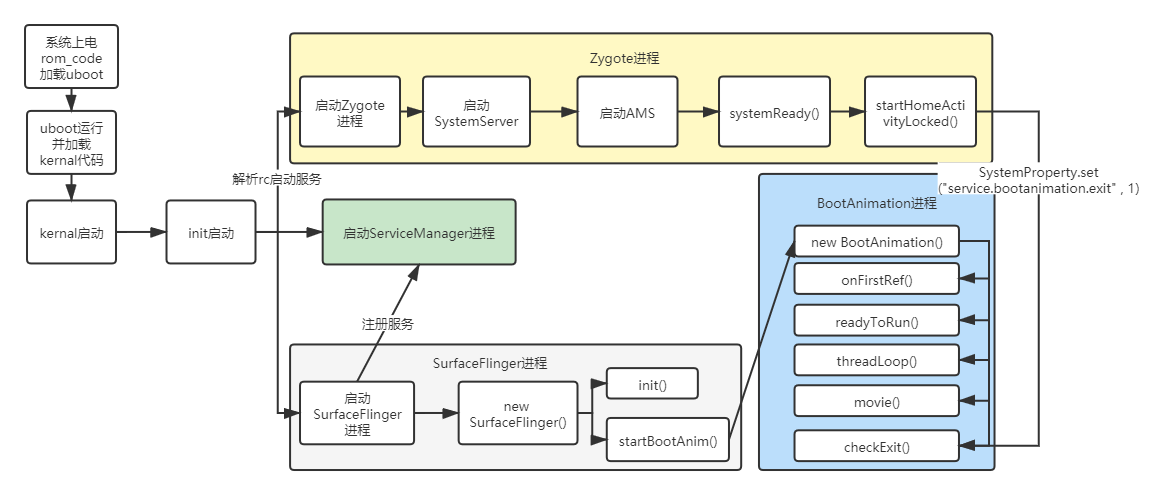 系统上电
rom_code
加载uboot
uboot运行
并加载
kernal代码
kernal启动
init启动
解析rc启动服务
Zygote进程
启动Zygote
进程
启动
SystemServer
启动AMS
systemReady()
startHomeActi
vityLocked()
SystemProperty.set
("service.bootanimation.exit" , 1)
启动ServiceManager进程
注册服务
SurfaceFlinger进程
启动
SurfaceFlinger
进程
new
SurfaceFlinger()
init()
startBootAnim()
BootAnimation进程
new BootAnimation()
onFirstRef()
readyToRun()
threadLoop()
movie()
checkExit()